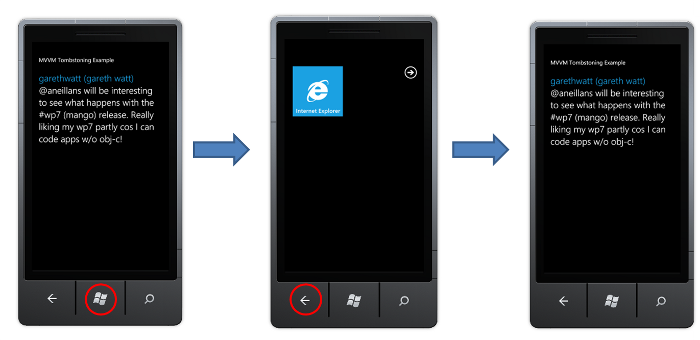 MVVM Tombstoning Example
garethwatt (gareth watt)
@aneillans will be interesting
to see what happens with the
#wp7 (mango) release. Really
liking my wp7 partly cos I can
code apps w/o obj-c!
Internet Explorer
MVVM Tombstoning Example
garethwatt (gareth watt)
@aneillans will be interesting
to see what happens with the
#wp7 (mango) release. Really
liking my wp7 partly cos I can
code apps w/o obj-c!